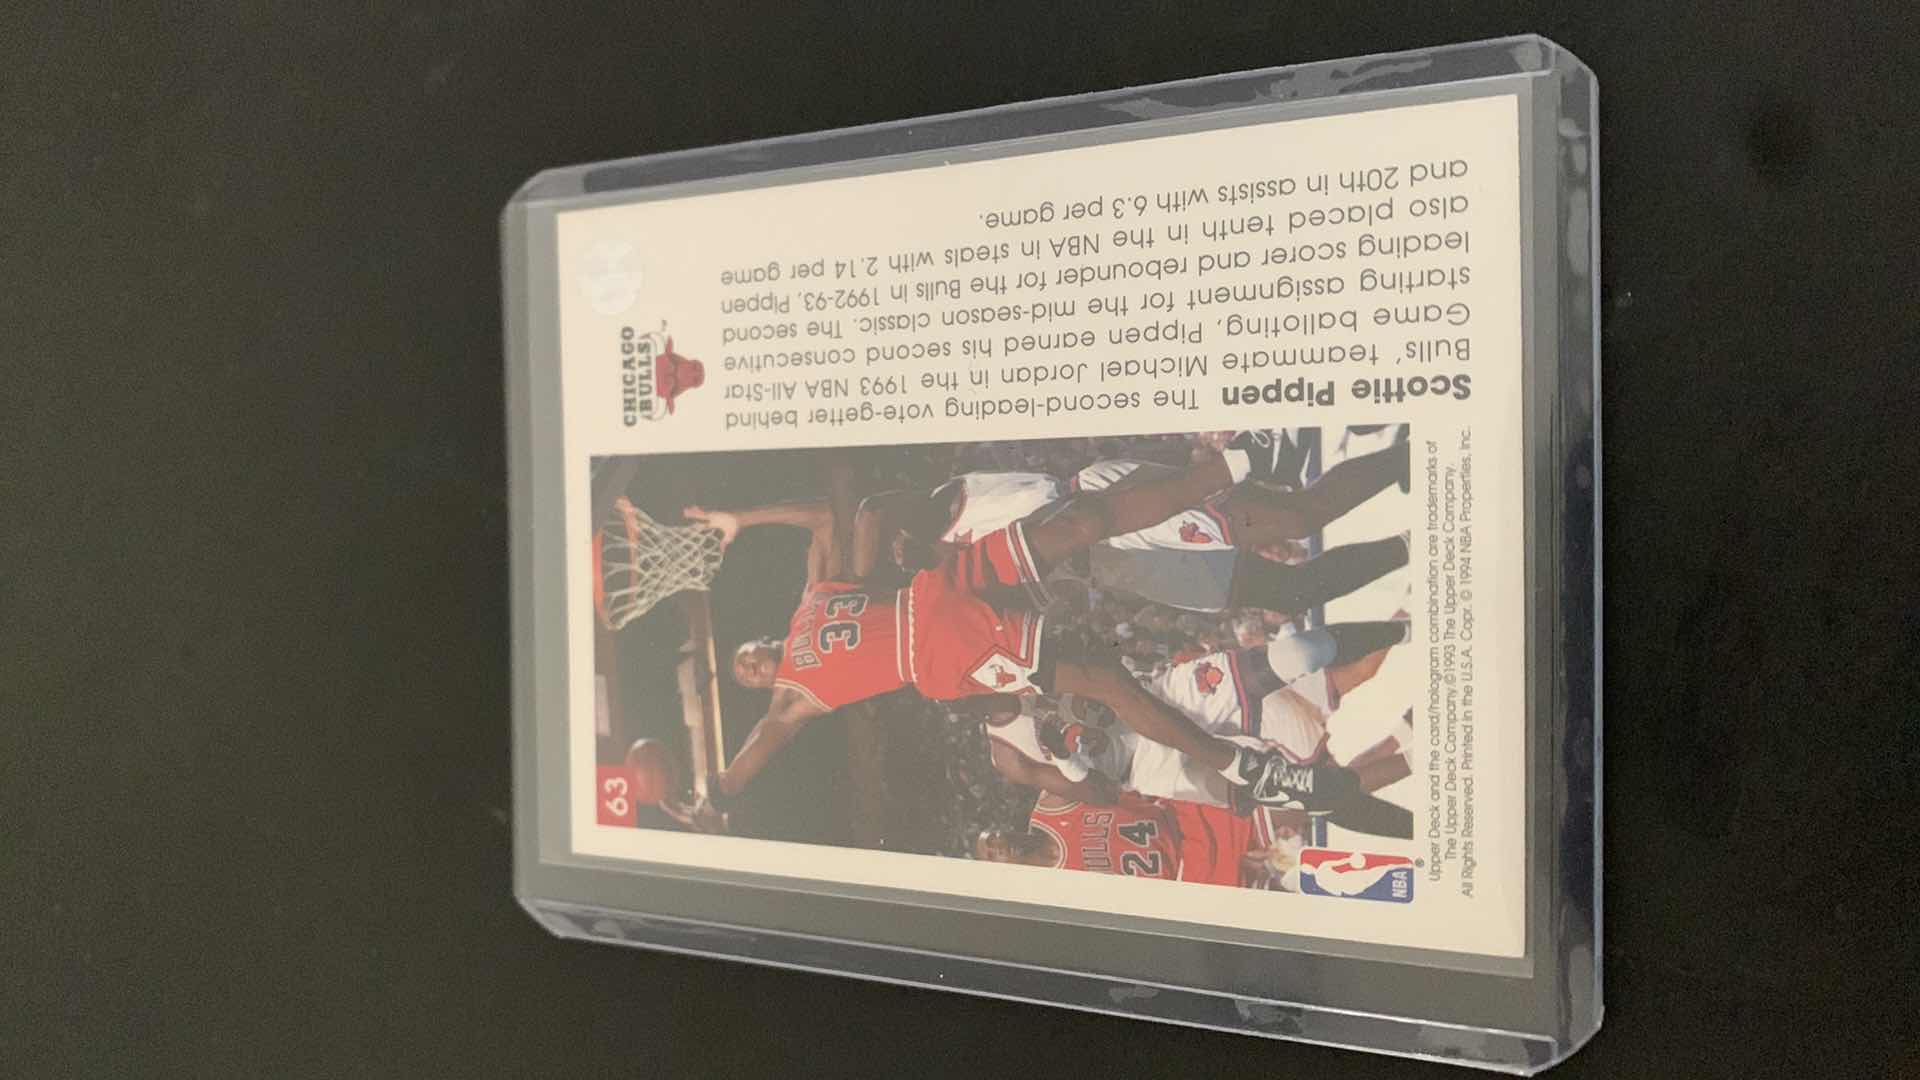 63
BULLS
33
BULLS
24
NBA
CHICAGO
BULLS
Scottie Pippen The second-leading vote-getter behind
Bulls' teammate Michael Jordan in the 1993 NBA All-Star
Game balloting, Pippen earned his second consecutive
starting assignment for the mid-season classic. The second
leading scorer and rebounder for the Bulls in 1992-93, Pippen
also placed tenth in the NBA in steals with 2.14 per game
and 20th in assists with 6.3 per game.
Upper Deck and the card/hologram combination are trademarks of
The Upper Deck Company. ©1993 The Upper Deck Company.
All Rights Reserved. Printed in the U.S.A. Copr. © 1994 NBA Properties, Inc.